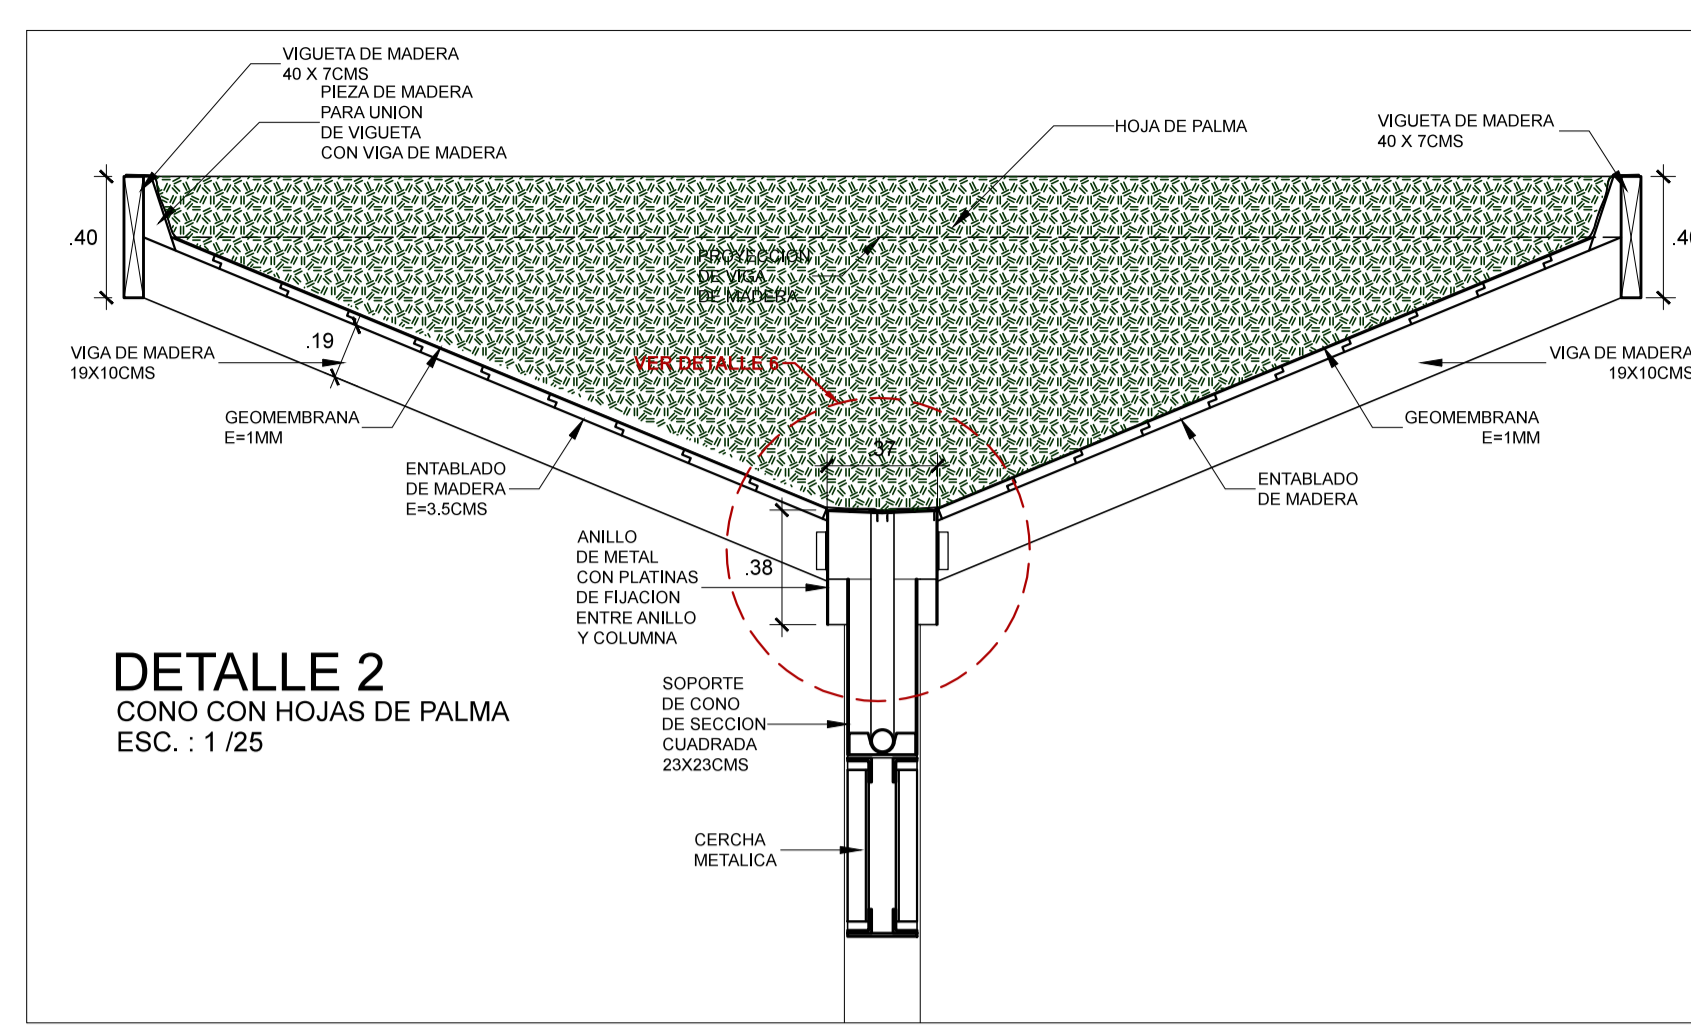 VIGUETA DE MADERA
40 X 7CMS
PIEZA DE MADERA
PARA UNION
DE VIGUETA
CON VIGA DE MADERA
HOJA DE PALMA
VIGUETA DE MADERA
40 X 7CMS
.40
.40
PROYECCION
DE VIGA
DE MADERA
.19
VIGA DE MADERA
19X10CMS
VER DETALLE 6
VIGA DE MADERA
19X10CMS
GEOMEMBRANA
E=1MM
GEOMEMBRANA
E=1MM
.37
ENTABLADO
DE MADERA
E=3.5CMS
ENTABLADO
DE MADERA
ANILLO
DE METAL
CON PLATINAS
DE FIJACION
ENTRE ANILLO
Y COLUMNA
.38
DETALLE 2
CONO CON HOJAS DE PALMA
ESC. : 1 /25
SOPORTE
DE CONO
DE SECCION
CUADRADA
23X23CMS
CERCHA
METALICA